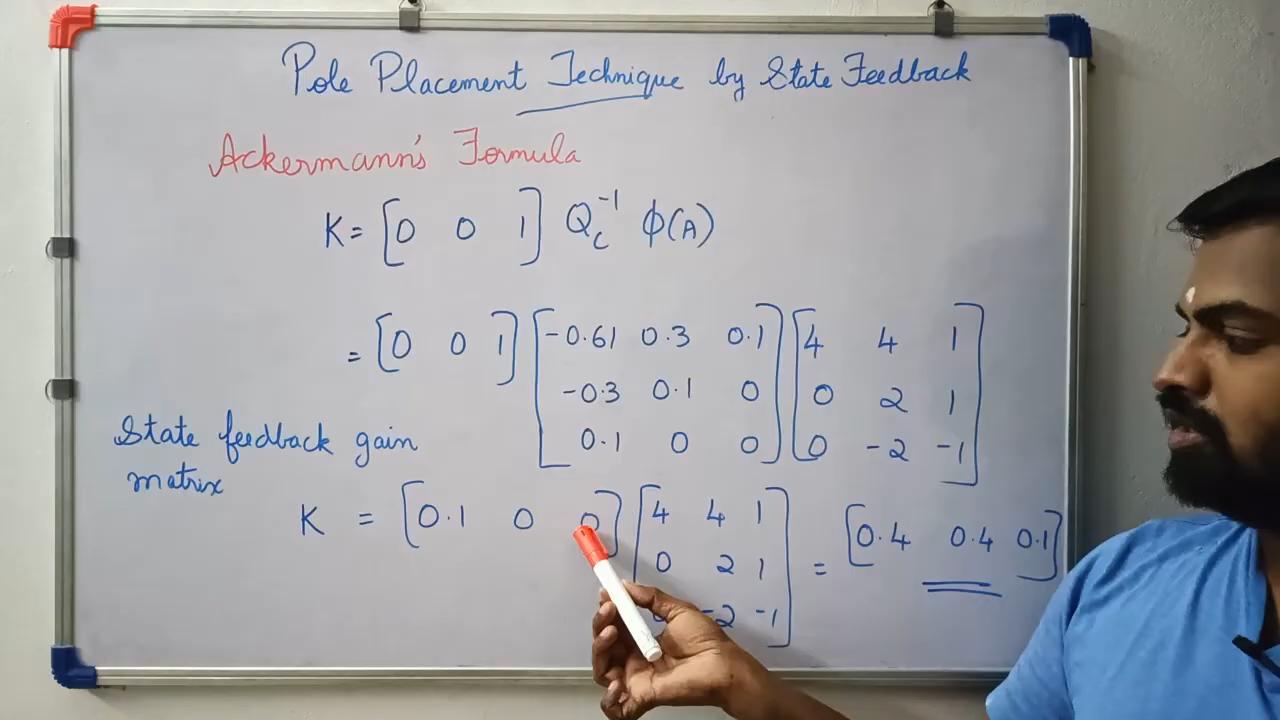 Pole Placement Technique by State Feedback
Ackermann's Formula
K = [0 0 1] Q_c^-1 ϕ(A)
= [0 0 1] [-0.61 0.3 0.1] [4 4 1]
[-0.3 0.1 0] [0 2 1]
[0.1 0 0] [0 -2 -1]
State feedback gain
matrix
K = [0.1 0 0] [4 4 1] = [0.4 0.4 0.1]
[0 2 1]
-2 -1]